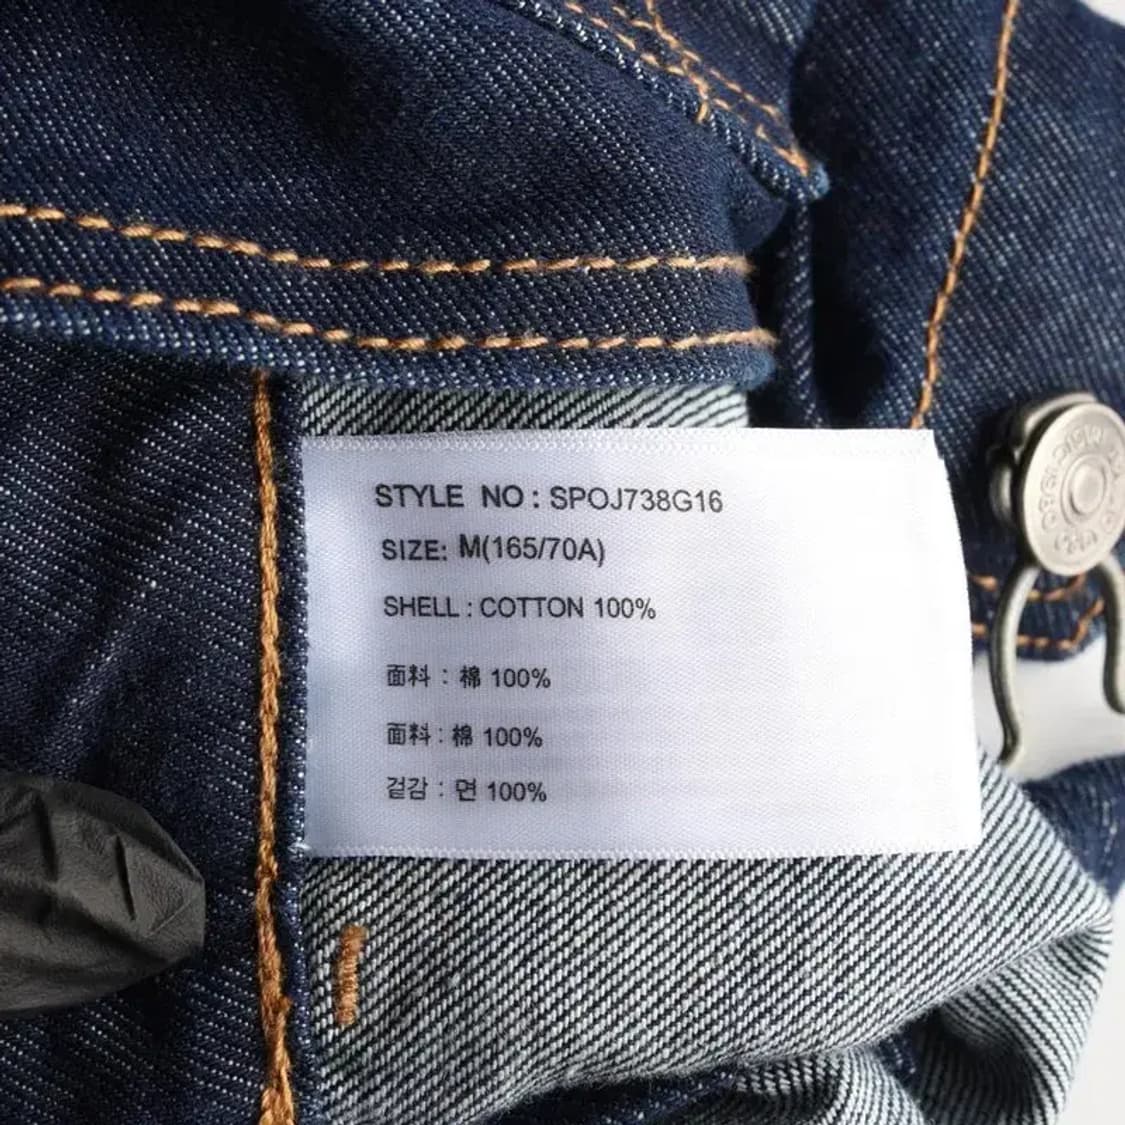 STYLE NO : SPOJ738G16
SIZE: M(165/70A)
SHELL : COTTON 100%
面料 : 棉 100%
面料 : 棉 100%
겉감 : 면 100%